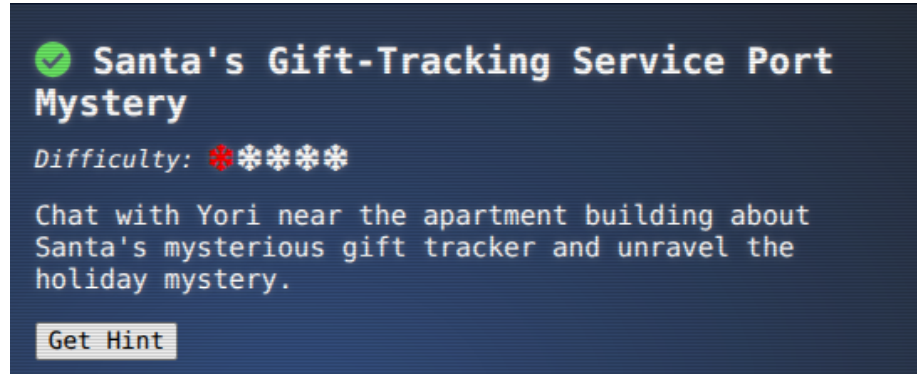 Santa's Gift-Tracking Service Port
Mystery
Difficulty:
Chat with Yori near the apartment building about
Santa's mysterious gift tracker and unravel the
holiday mystery.
Get Hint